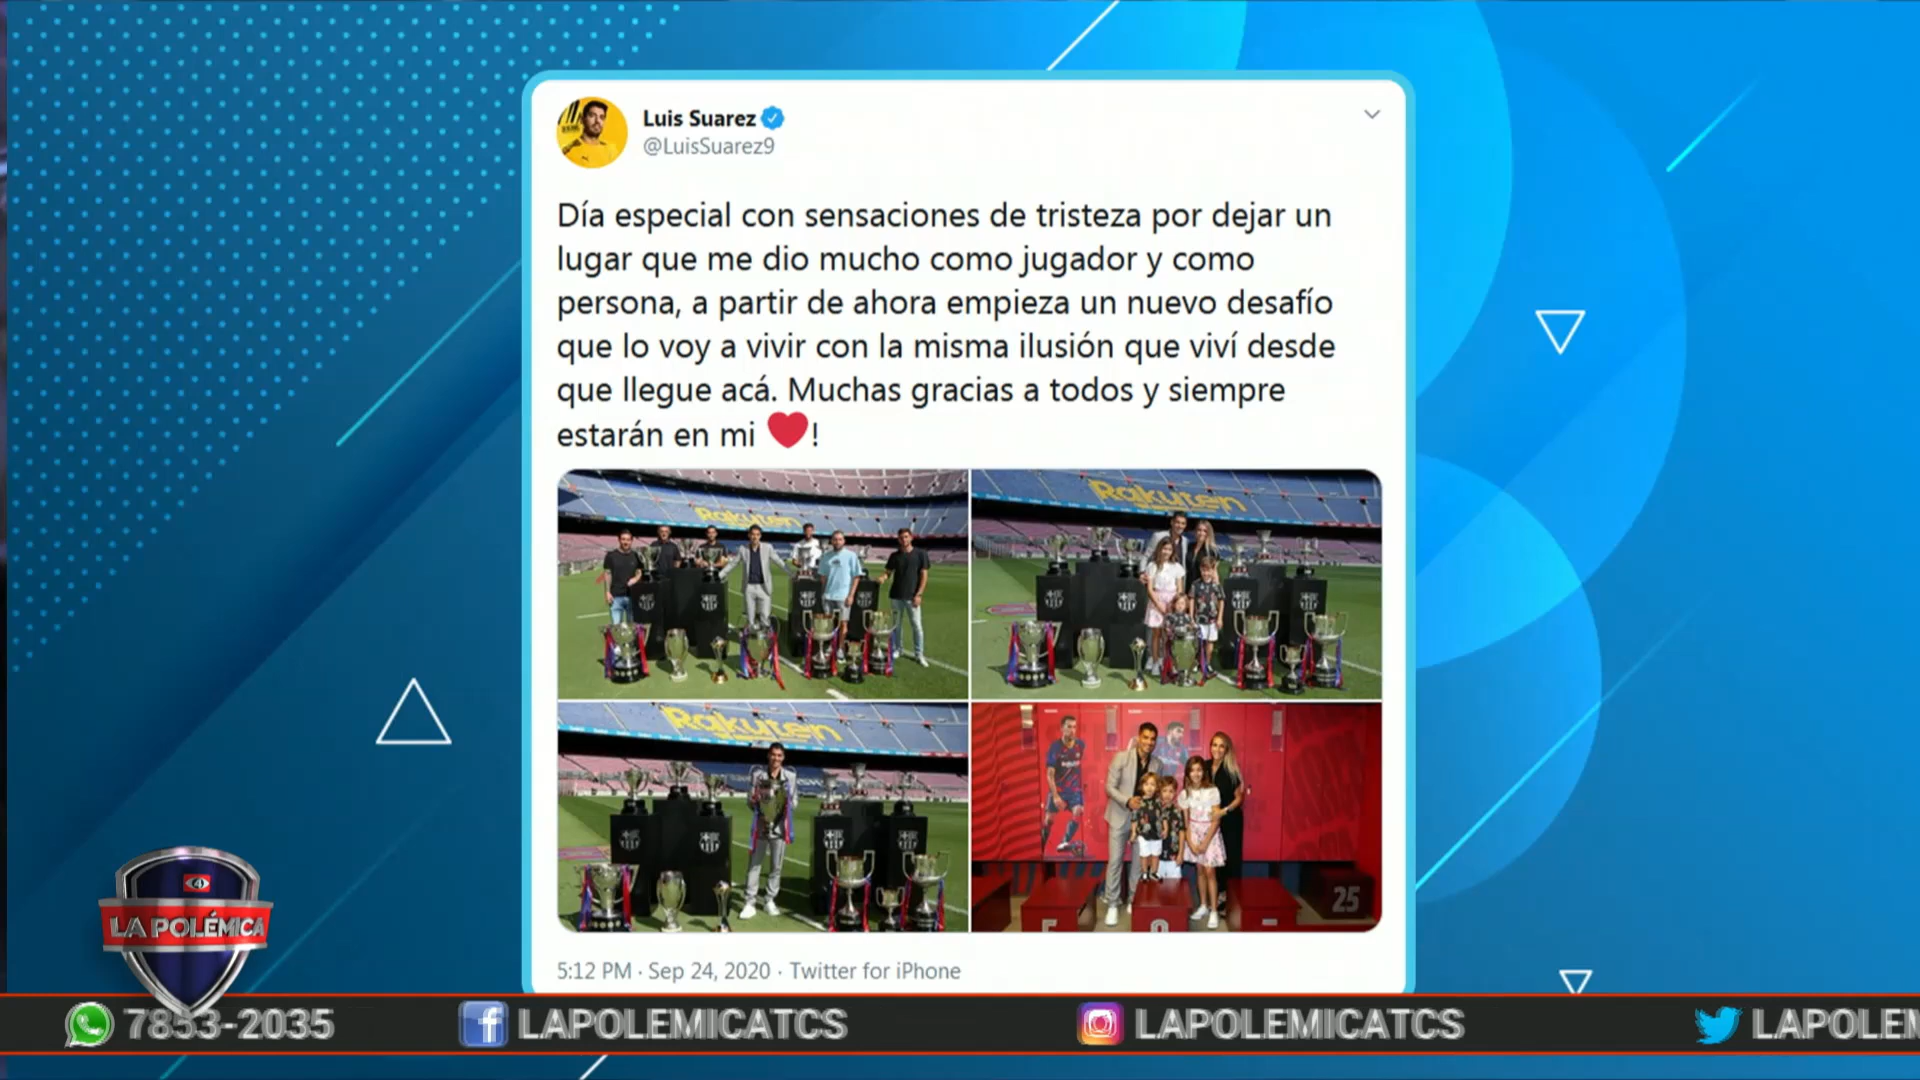 Luis Suarez
@LuisSuarez9
Día especial con sensaciones de tristeza por dejar un
lugar que me dio mucho como jugador y como
persona, a partir de ahora empieza un nuevo desafío
que lo voy a vivir con la misma ilusión que viví desde
que llegue acá. Muchas gracias a todos y siempre
estarán en mi ❤!
Rakuten
Rakuten
Rakuten
25
5:12 PM · Sep 24, 2020 · Twitter for iPhone
4
LA POLÉMICA
7853-2035
LAPOLEMICATCS
LAPOLEMICATCS
LAPOLEM